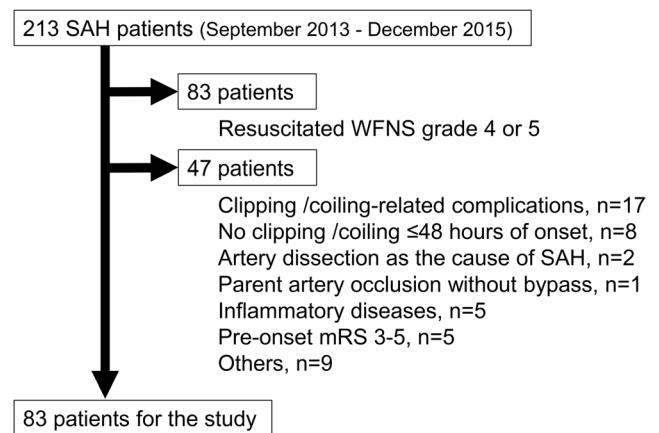 213 SAH patients (September 2013 - December 2015)
83 patients
Resuscitated WFNS grade 4 or 5
47 patients
Clipping /coiling-related complications, n=17
No clipping /coiling ≤48 hours of onset, n=8
Artery dissection as the cause of SAH, n=2
Parent artery occlusion without bypass, n=1
Inflammatory diseases, n=5
Pre-onset mRS 3-5, n=5
Others, n=9
83 patients for the study